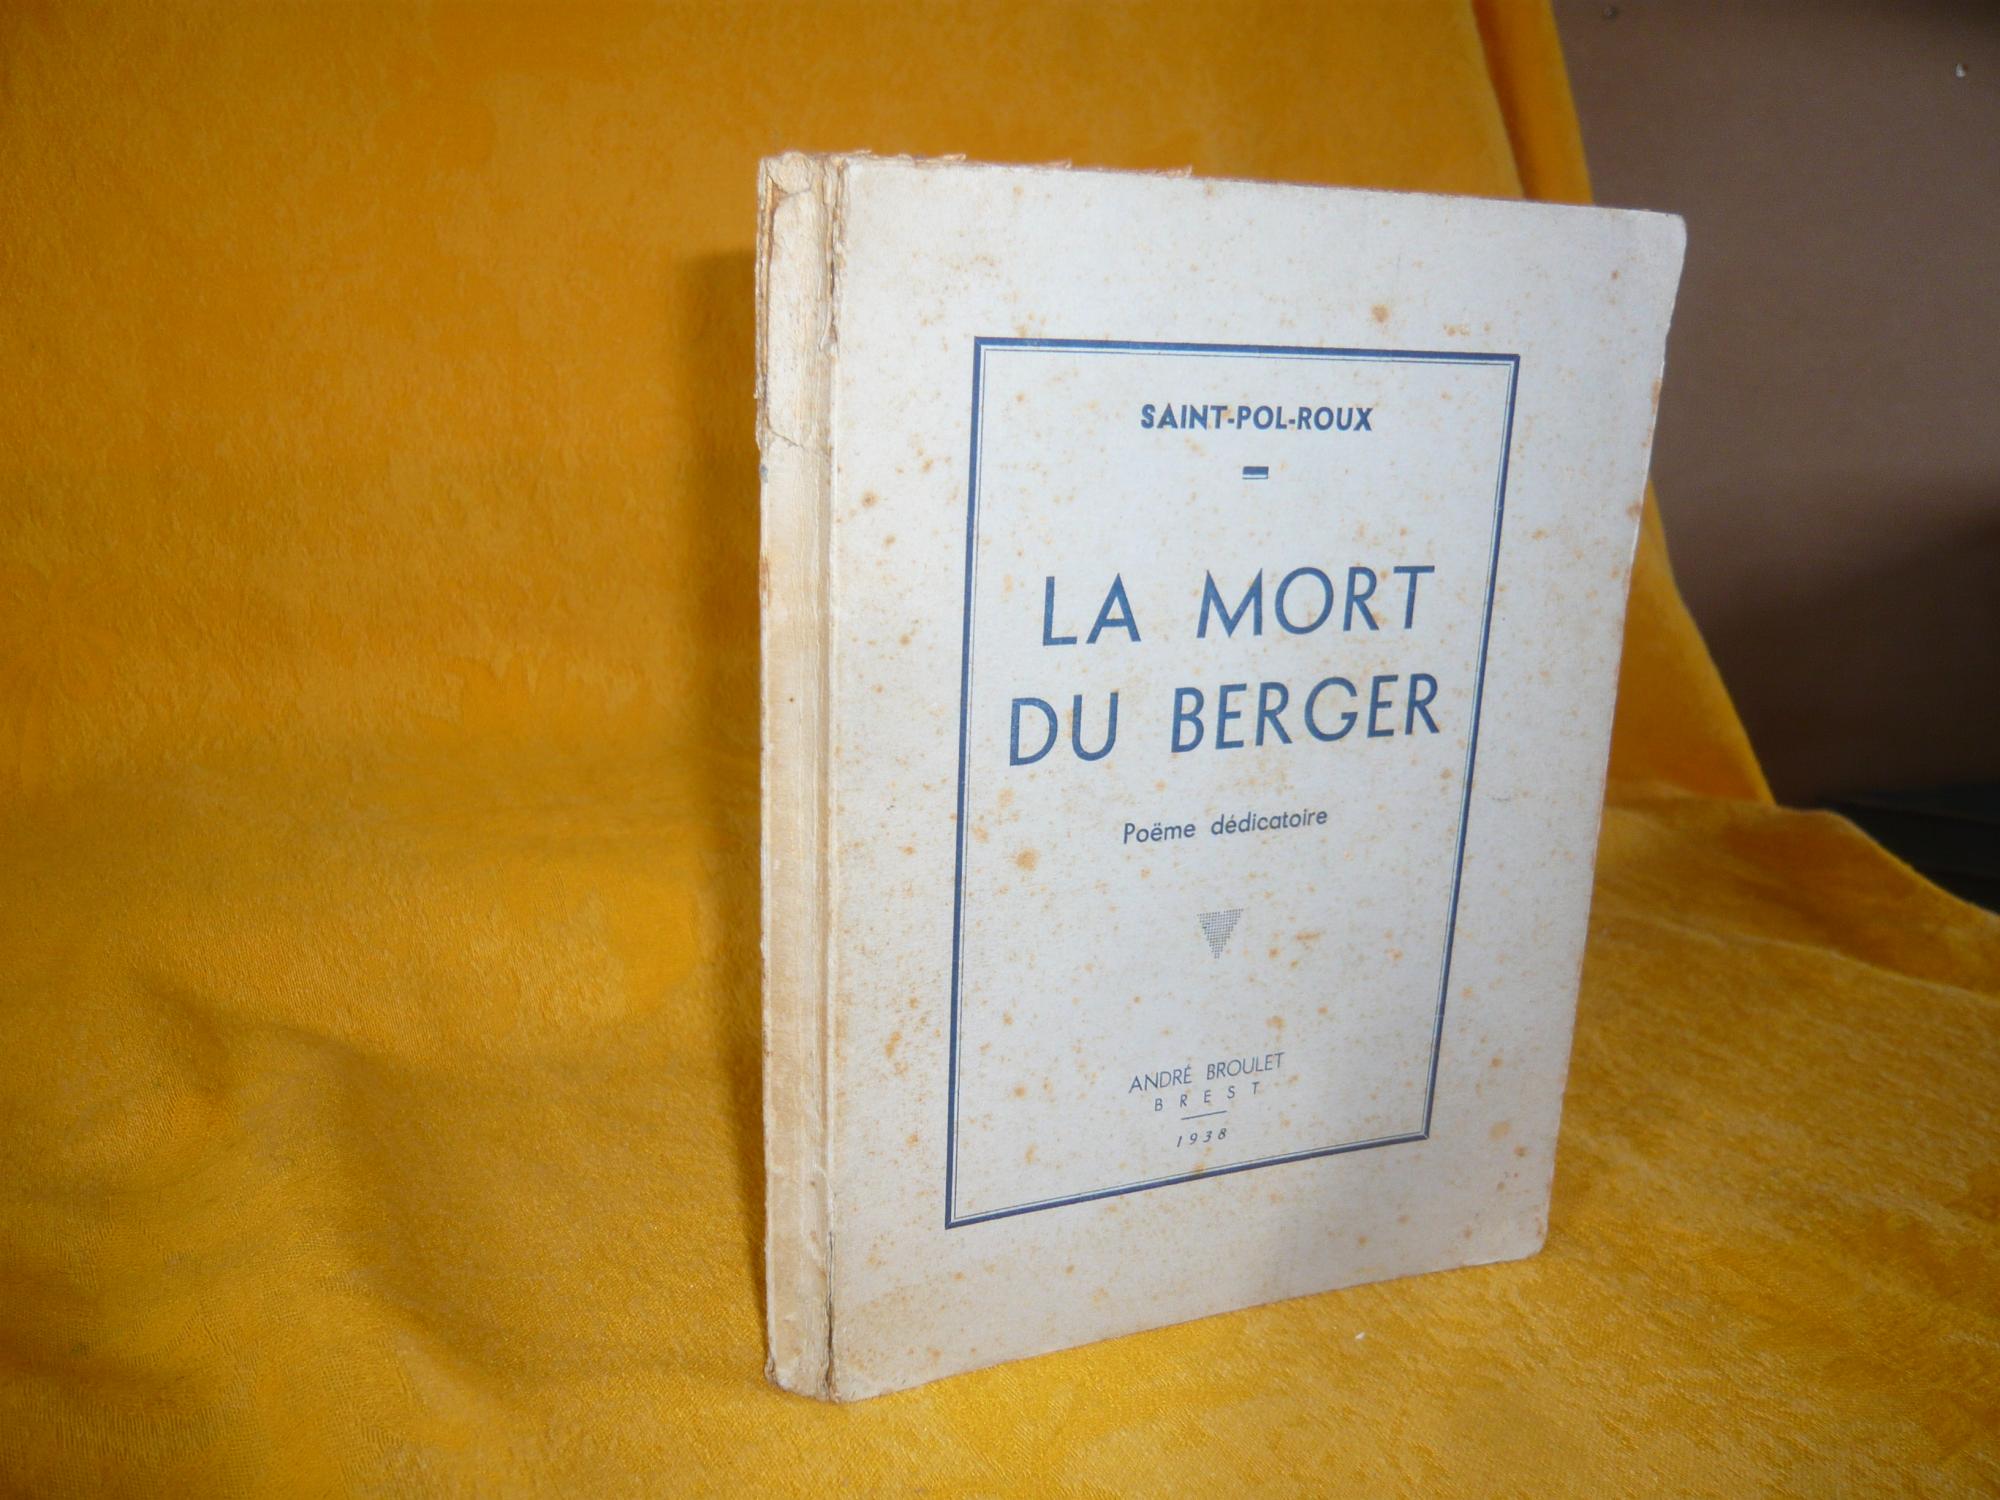 SAINT-POL-ROUX
LA MORT
DU BERGER
Poëme dédicatoire
ANDRÉ BROULET
BREST
1938